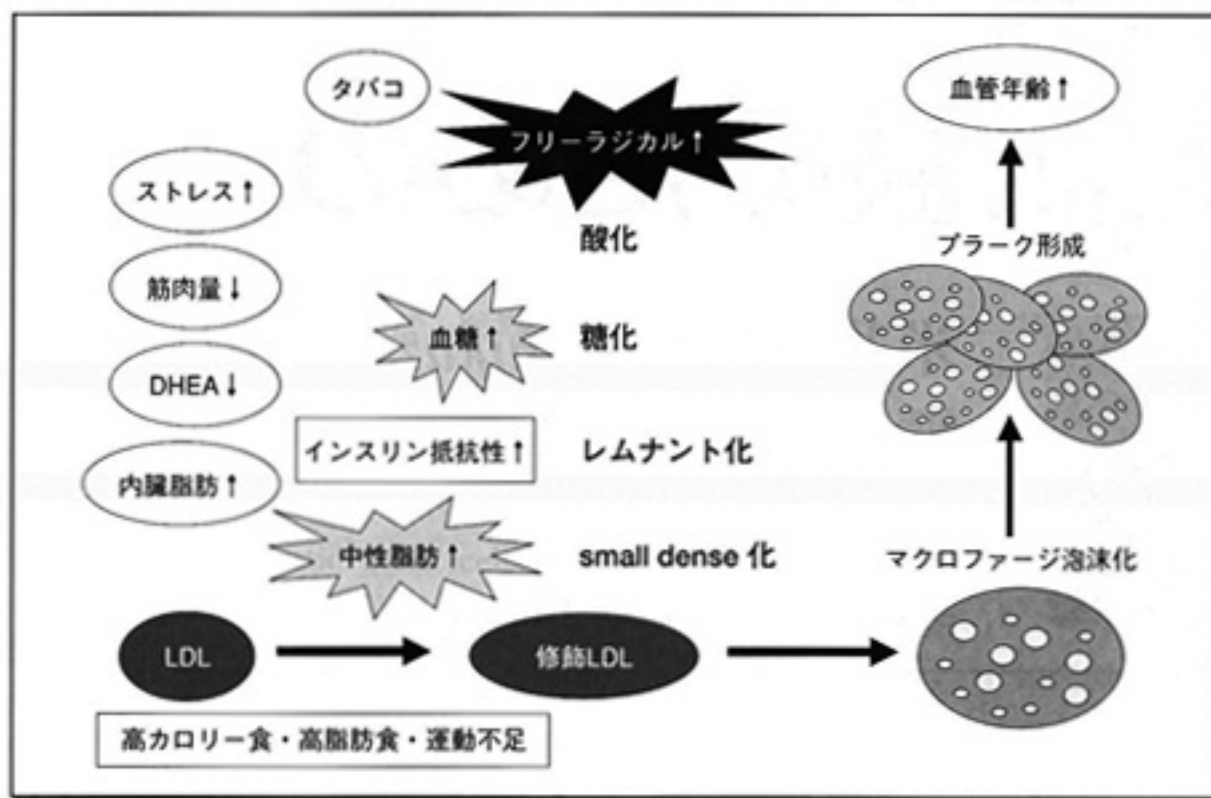 タバコ
フリーラジカル↑
血管年齢↑
ストレス↑
酸化
プラーク形成
筋肉量↓
血糖↑
糖化
DHEA↓
インスリン抵抗性↑
レムナント化
内臓脂肪↑
中性脂肪↑
small dense 化
マクロファージ泡沫化
LDL
修飾LDL
高カロリー食・高脂肪食・運動不足